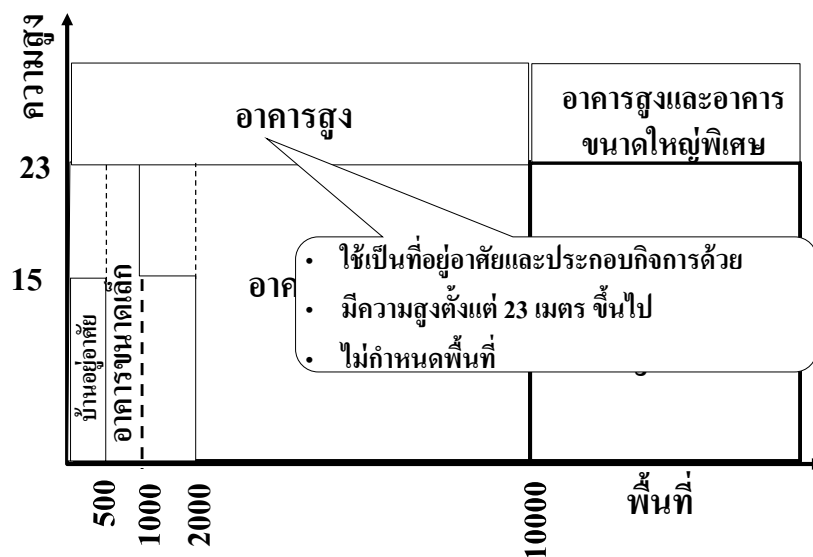 ความสูง
อาคารสูง
อาคารสูงและอาคาร
ขนาดใหญ่พิเศษ
23
15
• ใช้เป็นที่อยู่อาศัยและประกอบกิจการด้วย
• มีความสูงตั้งแต่ 23 เมตร ขึ้นไป
• ไม่กำหนดพื้นที่
บ้านอยู่อาศัย
อาคารขนาดเล็ก
500
1000
2000
10000
พื้นที่